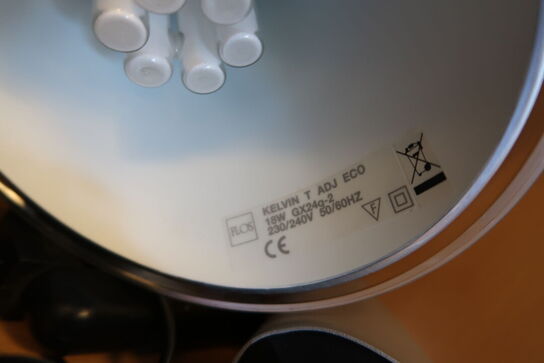 FLOS
KELVIN T ADJ ECO
18W GX24q-2
230/240V 50/60HZ
F
CE